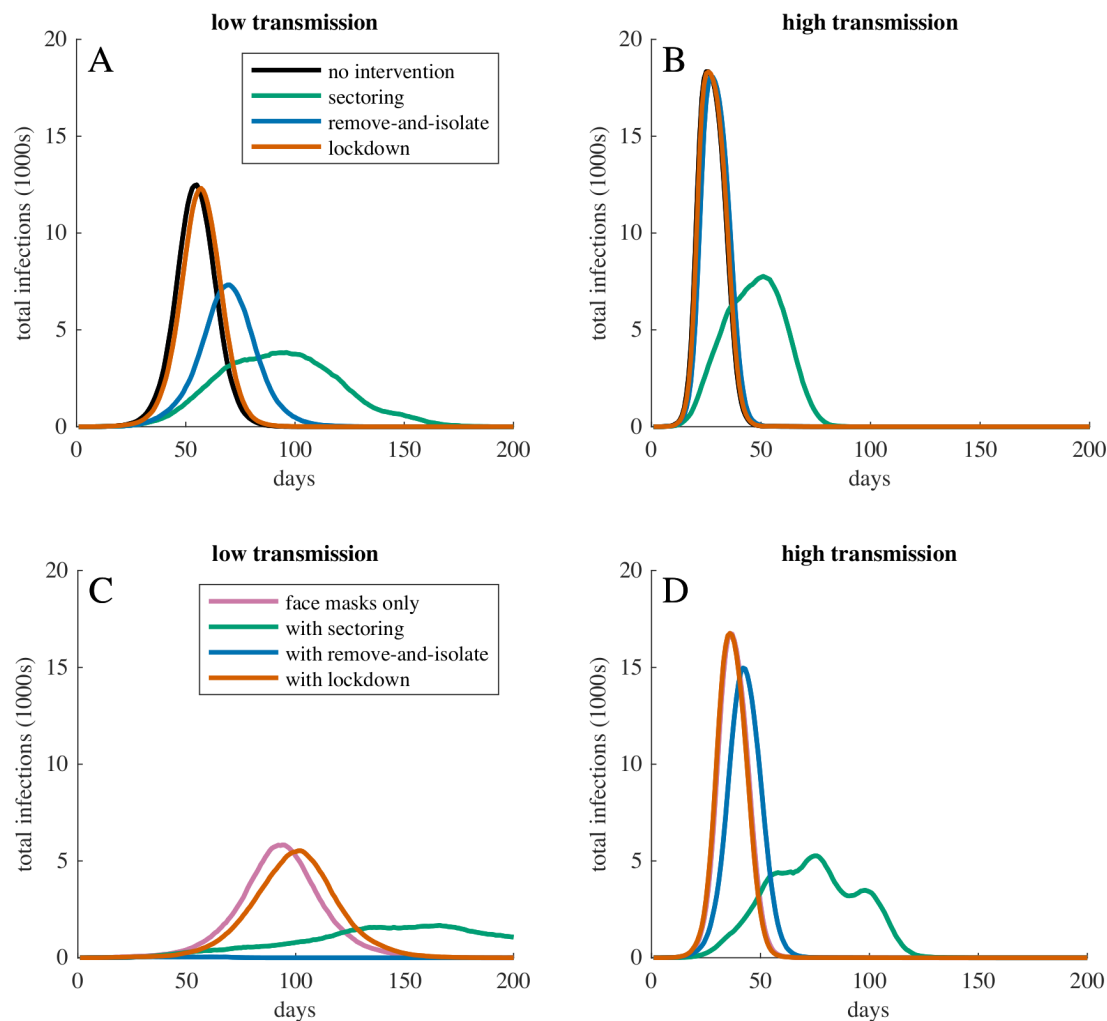 low transmission
A
20
15
10
5
0
total infections (1000s)
no intervention
sectoring
remove-and-isolate
lockdown
0 50 100 150 200
days
high transmission
B
20
15
10
5
0
total infections (1000s)
0 50 100 150 200
days
low transmission
C
20
15
10
5
0
total infections (1000s)
face masks only
with sectoring
with remove-and-isolate
with lockdown
0 50 100 150 200
days
high transmission
D
20
15
10
5
0
total infections (1000s)
0 50 100 150 200
days